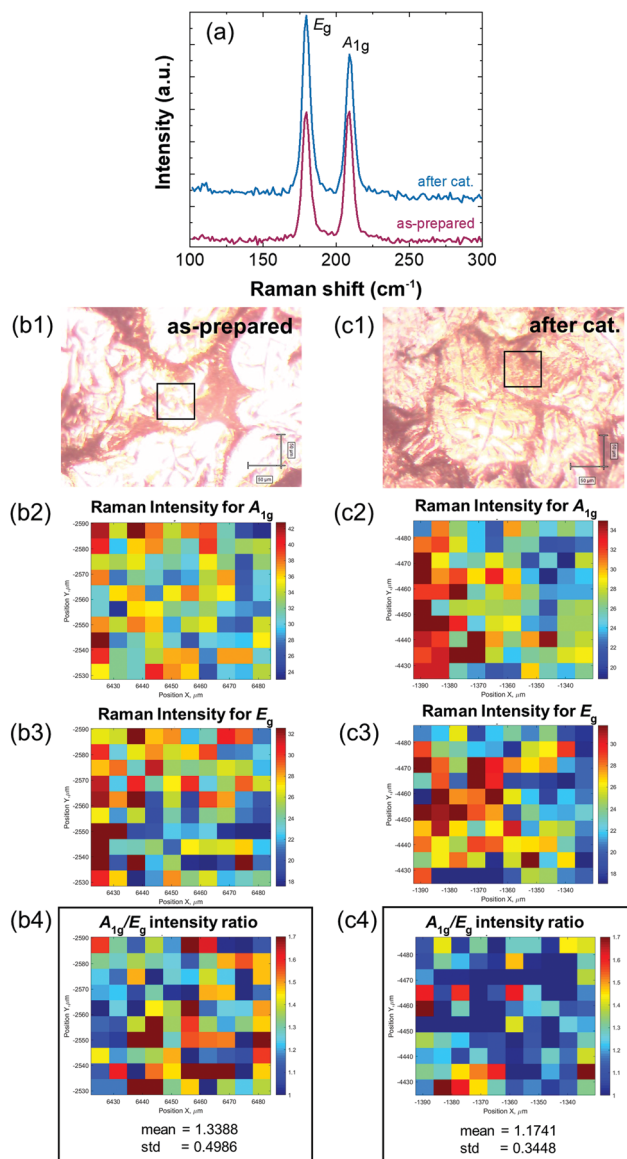 (a)
Eg
A1g
after cat.
as-prepared
Intensity (a.u.)
100 150 200 250 300
Raman shift (cm-1)
(b1) as-prepared
50 µm
50 µm
(c1) after cat.
50 µm
50 µm
(b2) Raman Intensity for A1g
-2590
-2570
-2560
-2550
-2540
-2530
Position Y, µm
6430 6440 6450 6460 6470 6480
Position X, µm
42
40
38
36
34
32
30
28
26
24
(c2) Raman Intensity for A1g
-4480
-4470
-4460
-4450
-4440
-4430
Position Y, µm
-1390 -1380 -1370 -1360 -1350 -1340
Position X, µm
34
32
30
28
26
24
22
20
(b3) Raman Intensity for Eg
-2590
-2580
-2570
-2560
-2550
-2540
-2530
Position Y, µm
6430 6440 6450 6460 6470 6480
Position X, µm
32
30
28
26
24
22
20
18
(c3) Raman Intensity for Eg
-4480
-4470
-4460
-4450
-4440
-4430
Position Y, µm
-1390 -1380 -1370 -1360 -1350 -1340
Position X, µm
30
28
26
24
22
20
18
(b4) A1g/Eg intensity ratio
-2590
-2580
-2570
-2560
-2550
-2540
-2530
Position Y, µm
6430 6440 6450 6460 6470 6480
Position X, µm
1.7
1.6
1.5
1.4
1.3
1.2
1.1
1
mean = 1.3388
std = 0.4986
(c4) A1g/Eg intensity ratio
-4480
-4470
-4460
-4450
-4440
-4430
Position Y, µm
-1390 -1380 -1370 -1360 -1350 -1340
Position X, µm
1.7
1.6
1.5
1.4
1.3
1.2
1.1
1
mean = 1.1741
std = 0.3448